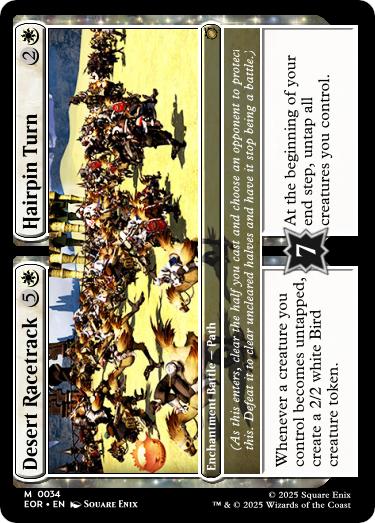 Desert Racetrack 5
Hairpin Turn 2
Enchantment Battle — Path
(As this enters, clear the half you cast and choose an opponent to protect
this. Defeat it to clear uncleared halves and have it stop being a battle.)
Whenever a creature you
control becomes untapped,
create a 2/2 white Bird
creature token.
7
At the beginning of your
end step, untap all
creatures you control.
M 0034
EOR • EN SQUARE ENIX
© 2025 Square Enix
™ & © 2025 Wizards of the Coast